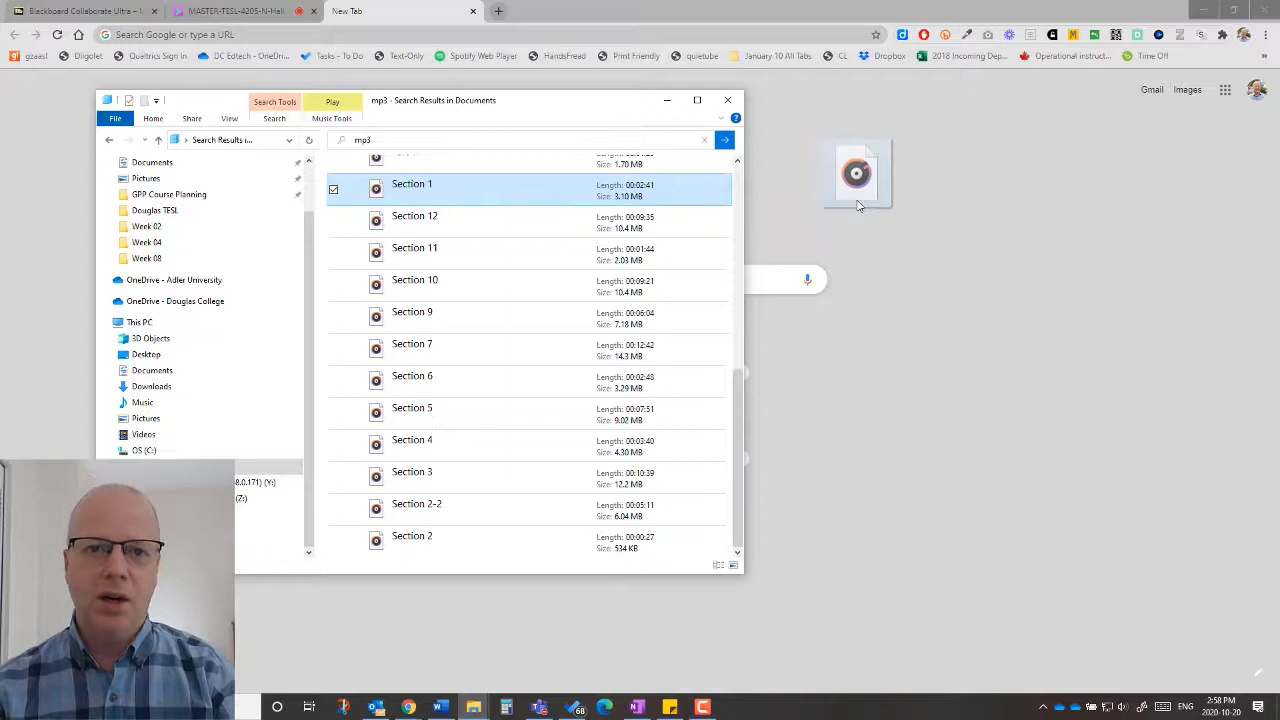 Blackboard Collaborate Ultra –
MASTER-TESL-4205-N-Hall
New Tab
Search Google or type a URL
gzaasl
Diigolet
Qualtrics Sign In
Edtech - OneDrive...
Tasks - To Do
Text-Only
Spotify Web Player
HandsFread
Print Friendly
quietube
January 10 All Tabs
CL
Dropbox
2018 Impending De...
Operational instruct...
Time Off
»
Gmail
Images
Search Tools
Play
mp3 - Search Results in Documents
File
Home
Share
View
Search
Music Tools
Search Results i...
mp3
Documents
Pictures
GPP Course Planning
Douglas TESL
Week 02
Week 04
Week 08
OneDrive - Adler University
OneDrive - Douglas College
This PC
3D Objects
Desktop
Documents
Downloads
Music
Pictures
Videos
OS (C:)
8.0.171) (Y:)
(Z:)
Size: 1.70 MB
Section 1
Length: 00:02:41
Size: 3.10 MB
Section 12
Length: 00:09:35
Size: 10.4 MB
Section 11
Length: 00:01:44
Size: 2.03 MB
Section 10
Length: 00:09:21
Size: 10.4 MB
Section 9
Length: 00:06:04
Size: 7.18 MB
Section 7
Length: 00:12:42
Size: 14.3 MB
Section 6
Length: 00:02:48
Size: 3.29 MB
Section 5
Length: 00:07:51
Size: 9.02 MB
Section 4
Length: 00:03:40
Size: 4.30 MB
Section 3
Length: 00:10:39
Size: 12.2 MB
Section 2-2
Length: 00:05:11
Size: 6.04 MB
Section 2
Length: 00:00:27
Size: 534 KB
68
2:58 PM
2020-10-20